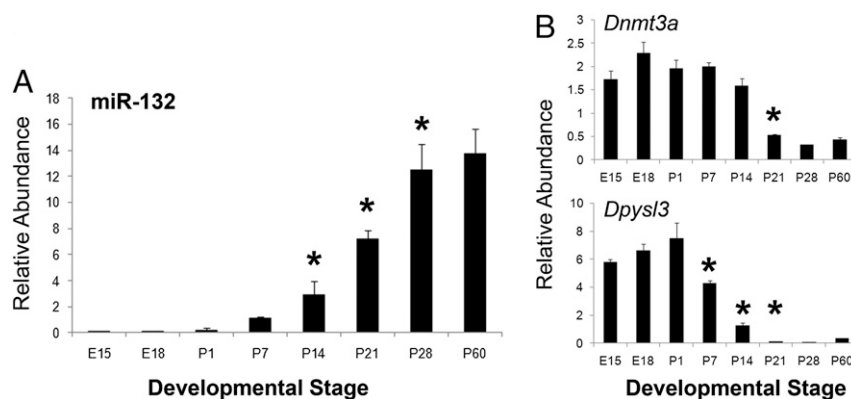 A
miR-132
Relative Abundance
18
16
14
12
10
8
6
4
2
0
*
*
*
E15 E18 P1 P7 P14 P21 P28 P60
Developmental Stage
B
Dnmt3a
Relative Abundance
3
2.5
2
1.5
1
0.5
0
*
E15 E18 P1 P7 P14 P21 P28 P60
Dpysl3
10
8
6
4
2
0
*
*
*
E15 E18 P1 P7 P14 P21 P28 P60
Developmental Stage